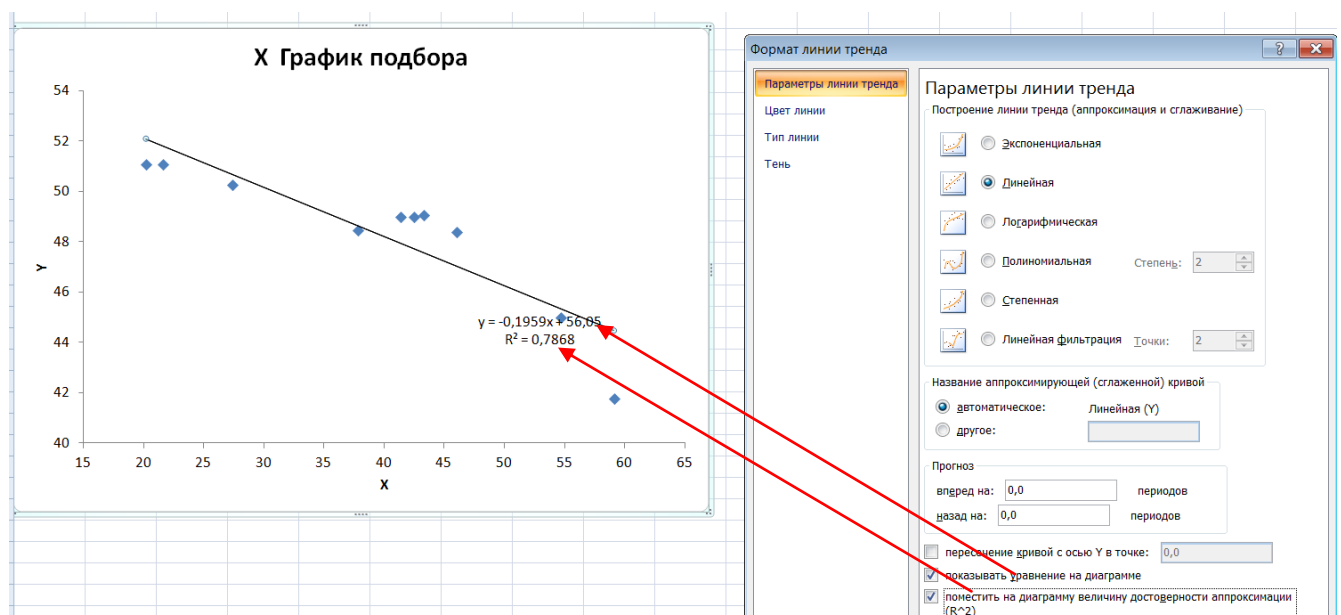 X График подбора
54
52
50
48
46
44
42
40
Y
y = -0,1959x + 56,05
R² = 0,7868
15 20 25 30 35 40 45 50 55 60 65
X
Формат линии тренда
Параметры линии тренда
Цвет линии
Тип линии
Тень
Параметры линии тренда
Построение линии тренда (аппроксимация и сглаживание)
Экспоненциальная
Линейная
Логарифмическая
Полиномиальная Степень: 2
Степенная
Линейная фильтрация Точки: 2
Название аппроксимирующей (сглаженной) кривой
автоматическое: Линейная (Y)
другое:
Прогноз
вперед на: 0,0 периодов
назад на: 0,0 периодов
пересечение кривой с осью Y в точке: 0,0
показывать уравнение на диаграмме
поместить на диаграмму величину достоверности аппроксимации
(R^2)